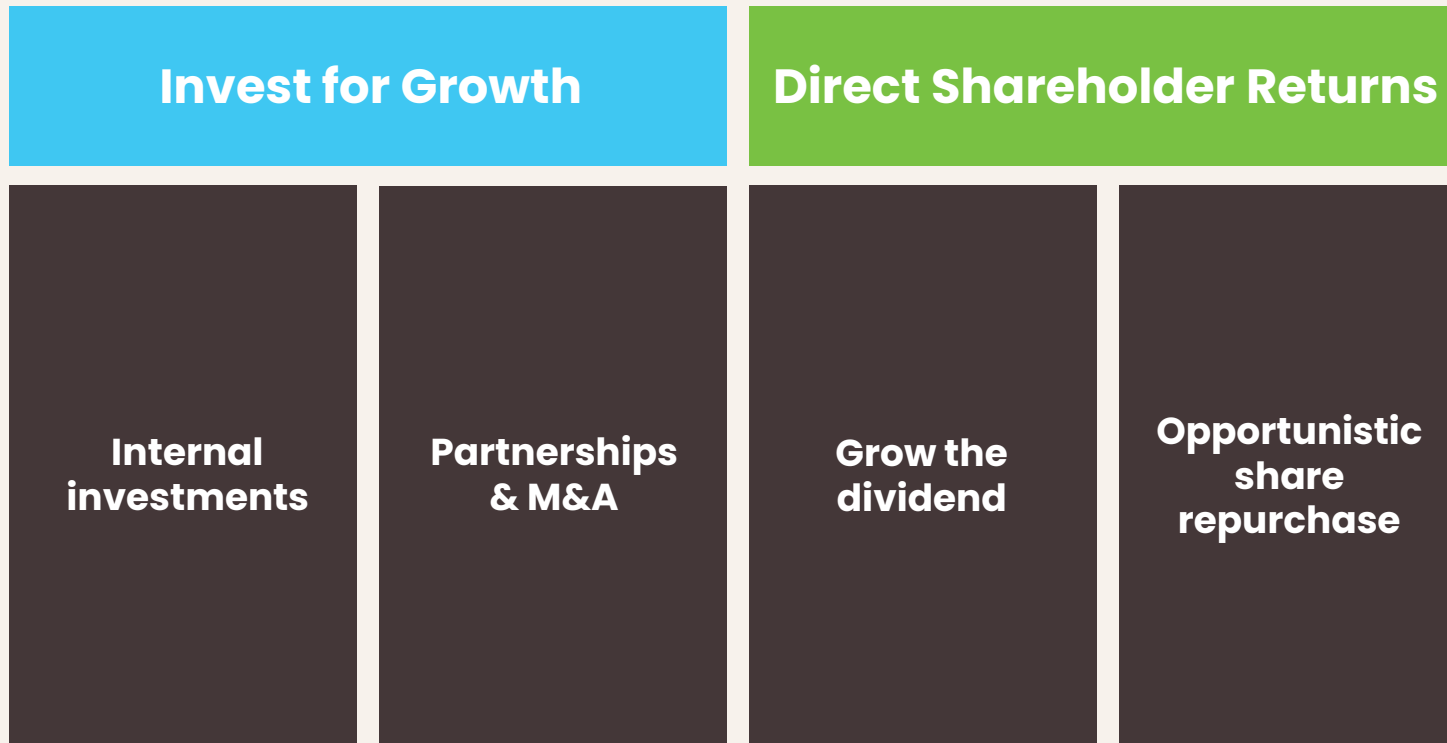 Invest for Growth
Direct Shareholder Returns
Internal
investments
Partnerships
& M&A
Grow the
dividend
Opportunistic
share
repurchase